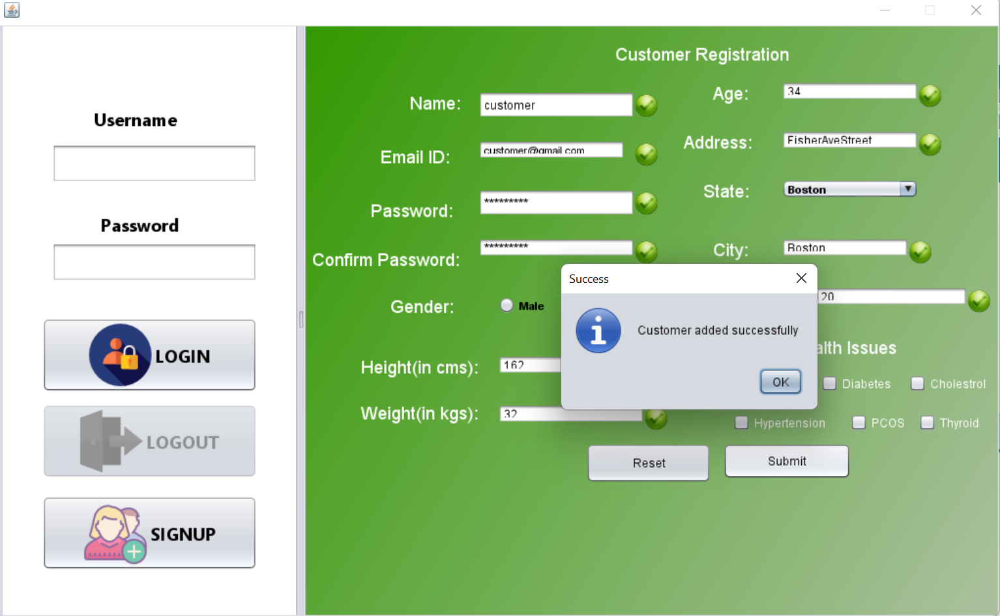 Username
Password
LOGIN
LOGOUT
SIGNUP
Customer Registration
Name: customer
Email ID: customer@gmail.com
Password: *********
Confirm Password: *********
Gender: Male
Height(in cms): 162
Weight(in kgs): 32
Age: 34
Address: FisherAveStreet
State: Boston
City: Boston
120
alth Issues
Diabetes Cholestrol
Hypertension PCOS Thyroid
Reset Submit
Success
Customer added successfully
OK